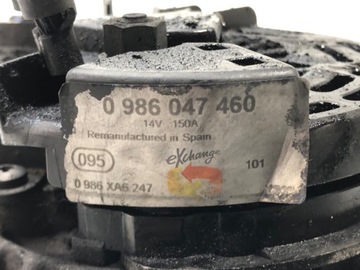 0 986 047 460
14V 150A
Remanufactured in Spain
095
eXchange
101
0 986 XA6 247